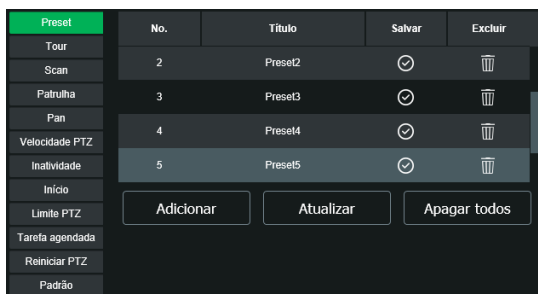 Preset
Tour
Scan
Patrulha
Pan
Velocidade PTZ
Inatividade
Início
Limite PTZ
Tarefa agendada
Reiniciar PTZ
Padrão
No. Título Salvar Excluir
2 Preset2
3 Preset3
4 Preset4
5 Preset5
Adicionar Atualizar Apagar todos